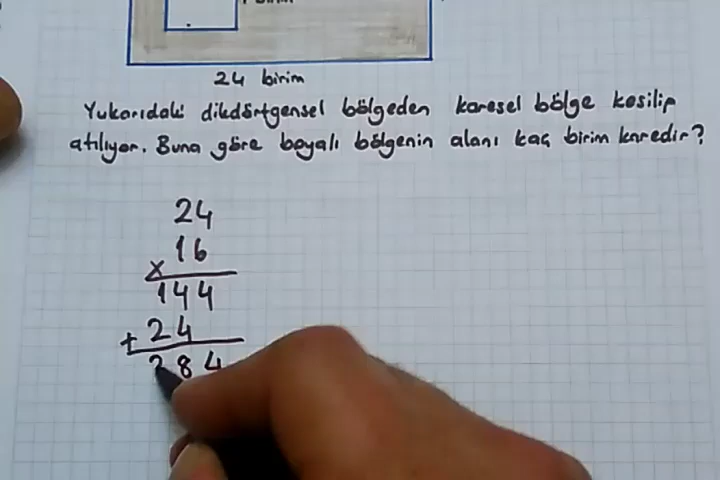 24 birim
Yukarıdaki dikdörtgensel bölgeden karesel bölge kesilip
atılıyor. Buna göre boyalı bölgenin alanı kaç birim karedir?
24
16
x
144
+ 24
384